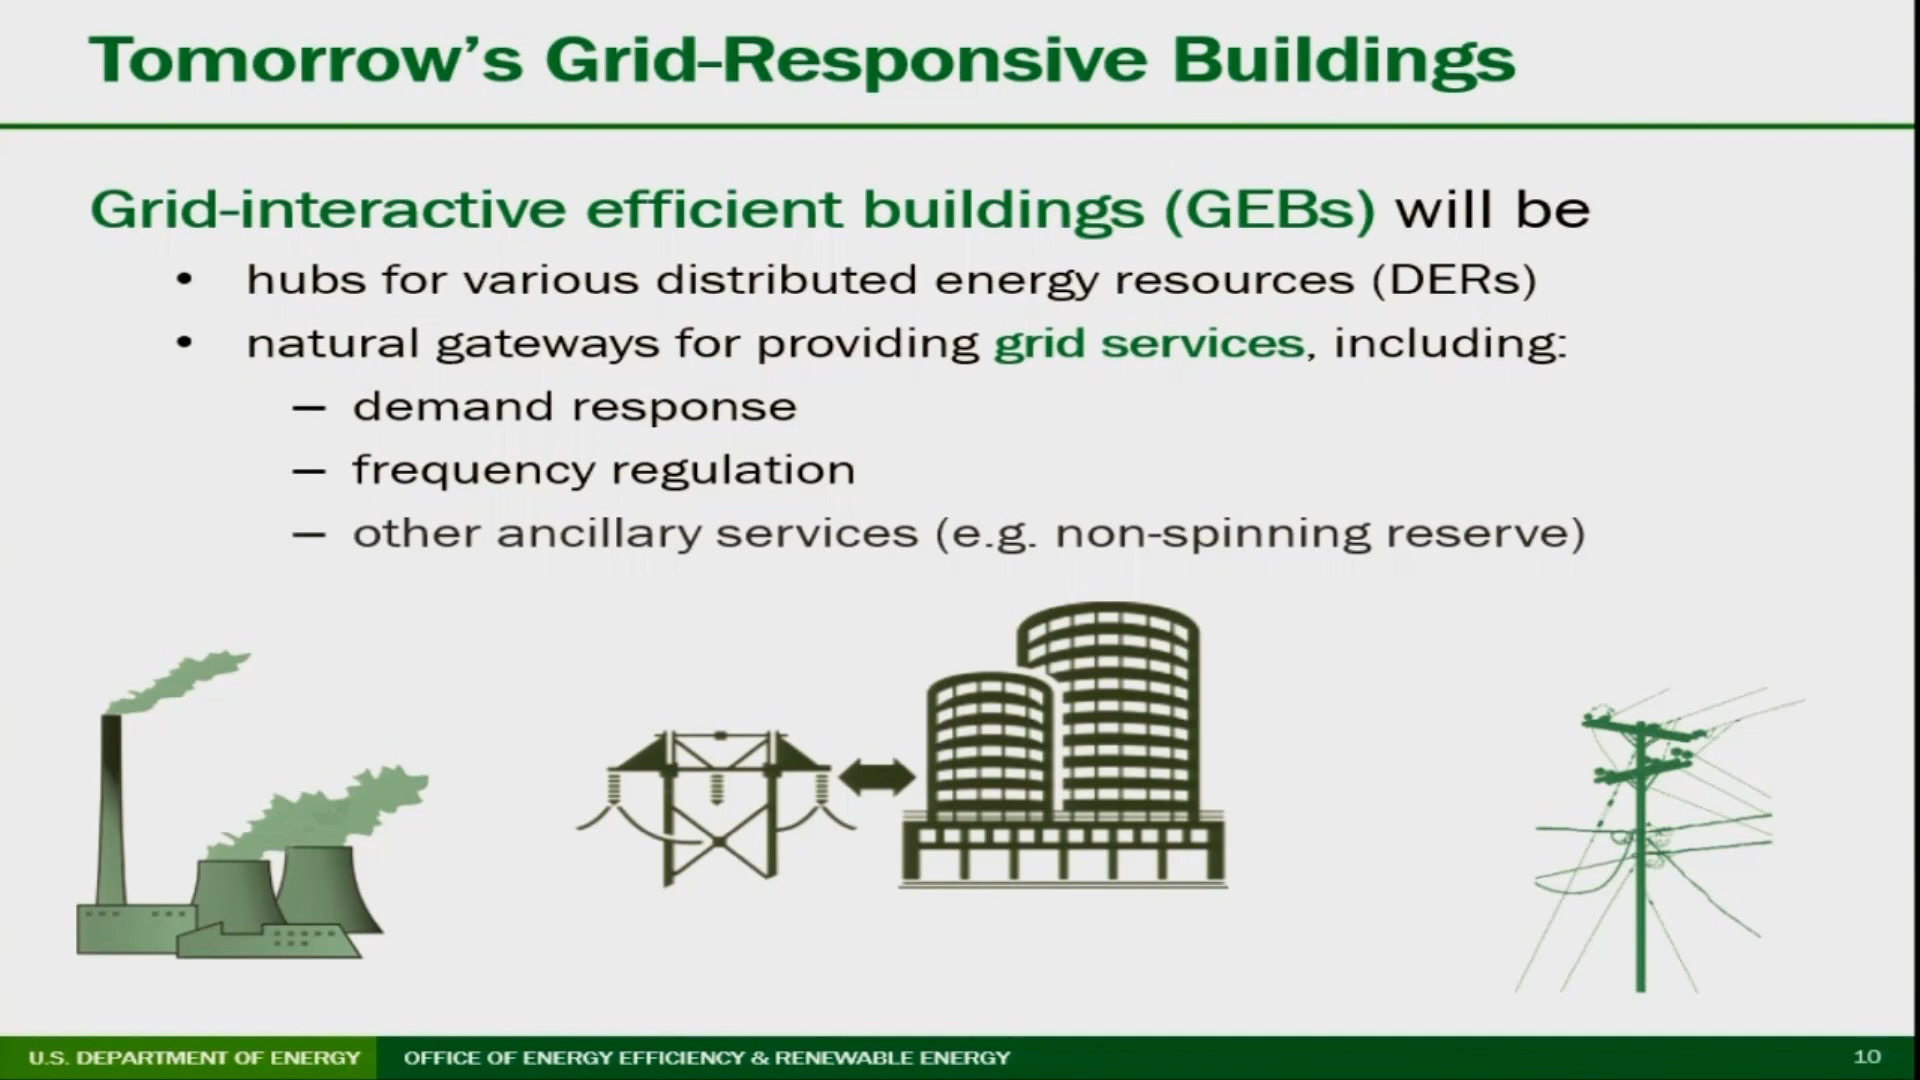 Tomorrow's Grid-Responsive Buildings
Grid-interactive efficient buildings (GEBs) will be
• hubs for various distributed energy resources (DERs)
• natural gateways for providing grid services, including:
– demand response
– frequency regulation
– other ancillary services (e.g. non-spinning reserve)
U.S. DEPARTMENT OF ENERGY OFFICE OF ENERGY EFFICIENCY & RENEWABLE ENERGY 10